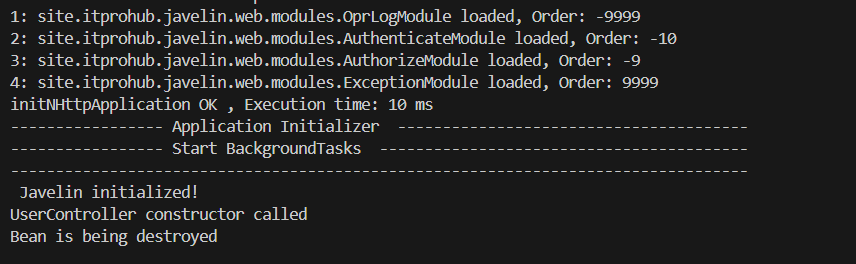 1: site.itprohub.javelin.web.modules.OprLogModule loaded, Order: -9999
2: site.itprohub.javelin.web.modules.AuthenticateModule loaded, Order: -10
3: site.itprohub.javelin.web.modules.AuthorizeModule loaded, Order: -9
4: site.itprohub.javelin.web.modules.ExceptionModule loaded, Order: 9999
initNHttpApplication OK , Execution time: 10 ms
----------------- Application Initializer  ---------------------------------------
----------------- Start BackgroundTasks  -----------------------------------------
----------------------------------------------------------------------------------
 Javelin initialized!
UserController constructor called
Bean is being destroyed